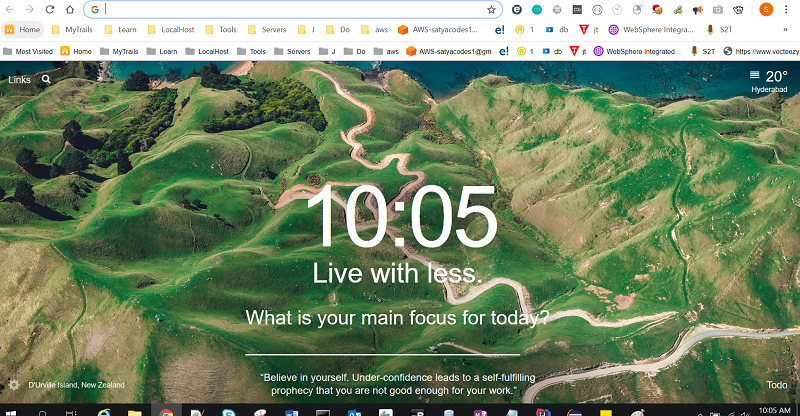 Home MyTrails Learn LocalHost Tools Servers J Do aws AWS-satyacodes1... e! 1 db jt WebSphere Integra... S2T
Most Visited Home MyTrails Learn LocalHost Tools Servers J Do aws AWS-satyacodes1@gm e! 1 db jt WebSphere Integrated... S2T https://www.vecteezy
Links 20°
Hyderabad
10:05
Live with less.
What is your main focus for today?
"Believe in yourself. Under-confidence leads to a self-fulfilling
prophecy that you are not good enough for your work."
D'Urville Island, New Zealand Todo
10:05 AM